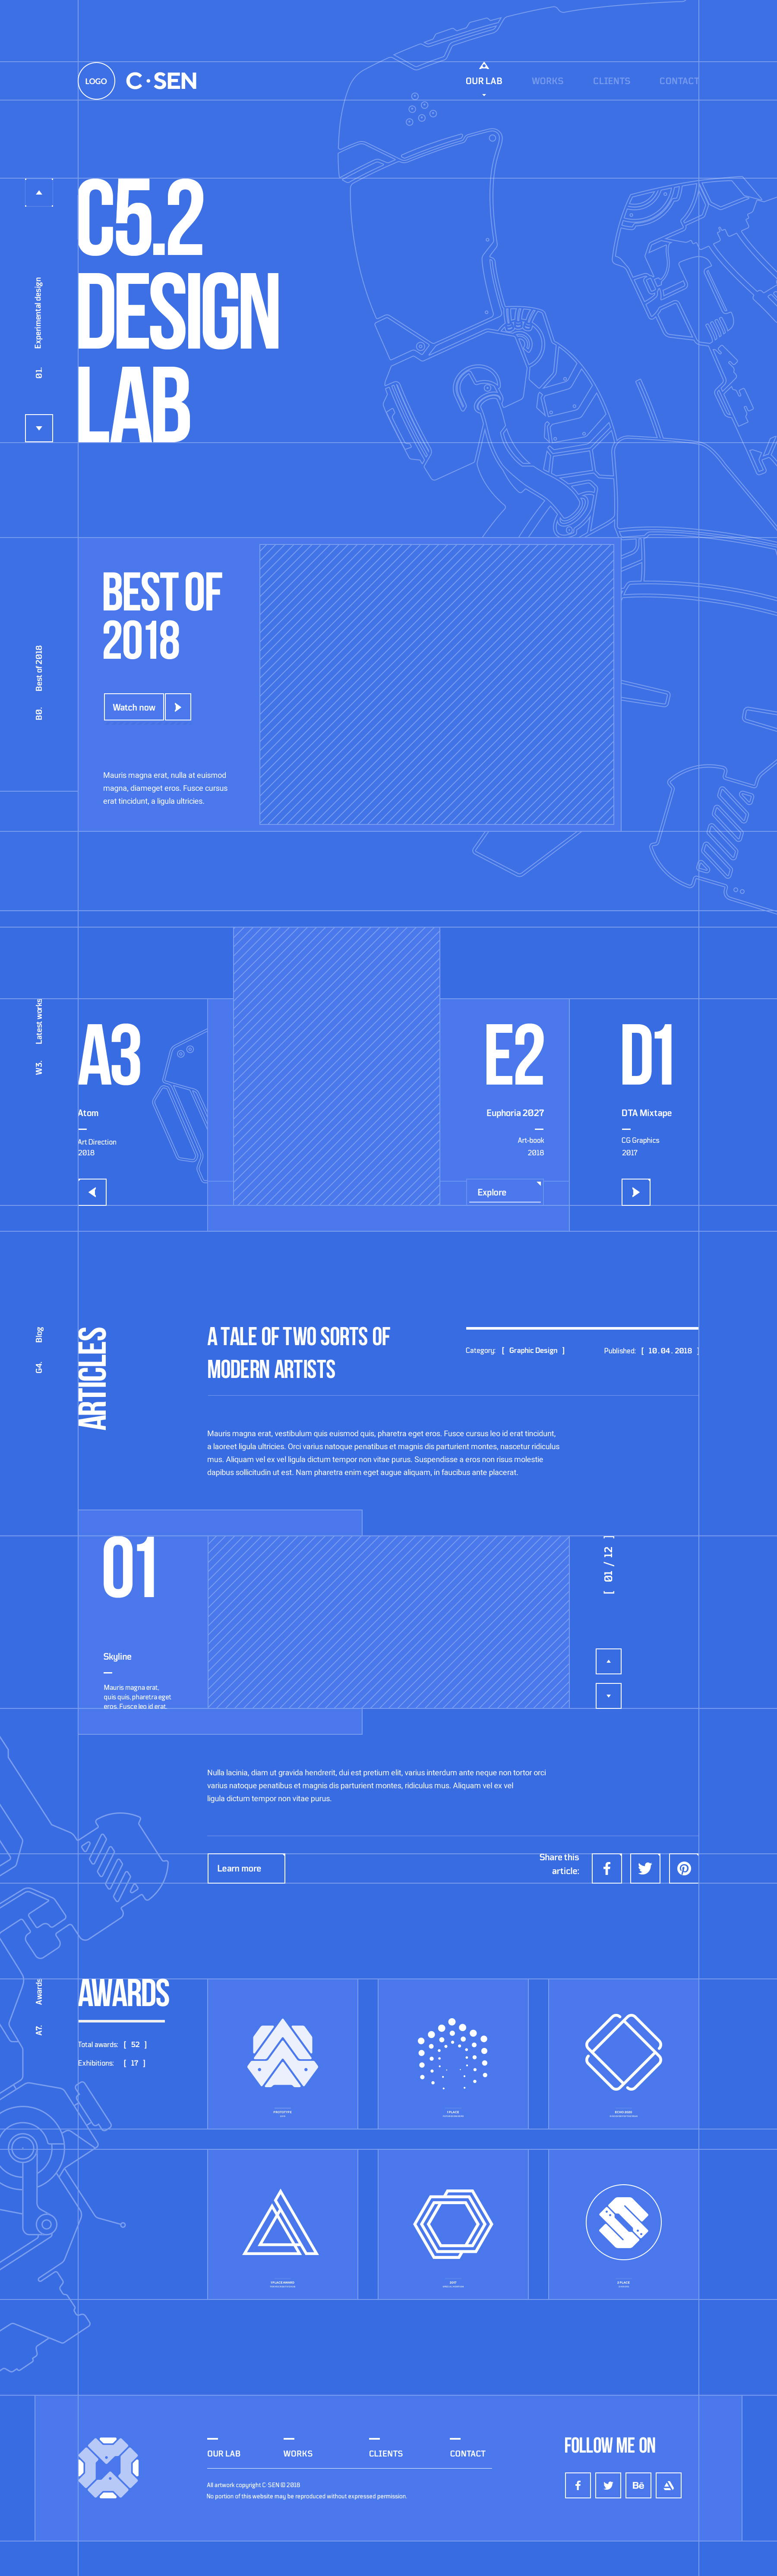 LOGO
C·SEN
OUR LAB
WORKS
CLIENTS
CONTACT
C5.2
DESIGN
LAB
01. Experimental design
BEST OF
2018
Watch now
Mauris magna erat, nulla at euismod
magna, diameget eros. Fusce cursus
erat tincidunt, a ligula ultricies.
B0. Best of 2018
W3. Latest works
A3
Atom
Art Direction
2018
E2
Euphoria 2027
Art-book
2018
Explore
D1
DTA Mixtape
CG Graphics
2017
G4. Blog
ARTICLES
A TALE OF TWO SORTS OF
MODERN ARTISTS
Category: [ Graphic Design ]
Published: [ 10.04.2018 ]
Mauris magna erat, vestibulum quis euismod quis, pharetra eget eros. Fusce cursus leo id erat tincidunt,
a laoreet ligula ultricies. Orci varius natoque penatibus et magnis dis parturient montes, nascetur ridiculus
mus. Aliquam vel ex vel ligula dictum tempor non vitae purus. Suspendisse a eros non risus molestie
dapibus sollicitudin ut est. Nam pharetra enim eget augue aliquam, in faucibus ante placerat.
01
Skyline
Mauris magna erat,
quis quis, pharetra eget
eros. Fusce leo id erat
[ 01 / 12 ]
Nulla lacinia, diam ut gravida hendrerit, dui est pretium elit, varius interdum ante neque non tortor orci
varius natoque penatibus et magnis dis parturient montes, ridiculus mus. Aliquam vel ex vel
ligula dictum tempor non vitae purus.
Learn more
Share this
article:
A7. Awards
AWARDS
Total awards: [ 52 ]
Exhibitions: [ 17 ]
PROTOTYPE
1 PLACE
2 PLACE
OUR LAB
WORKS
CLIENTS
CONTACT
All artwork copyright C·SEN © 2018
No portion of this website may be reproduced without expressed permission.
FOLLOW ME ON
Bē